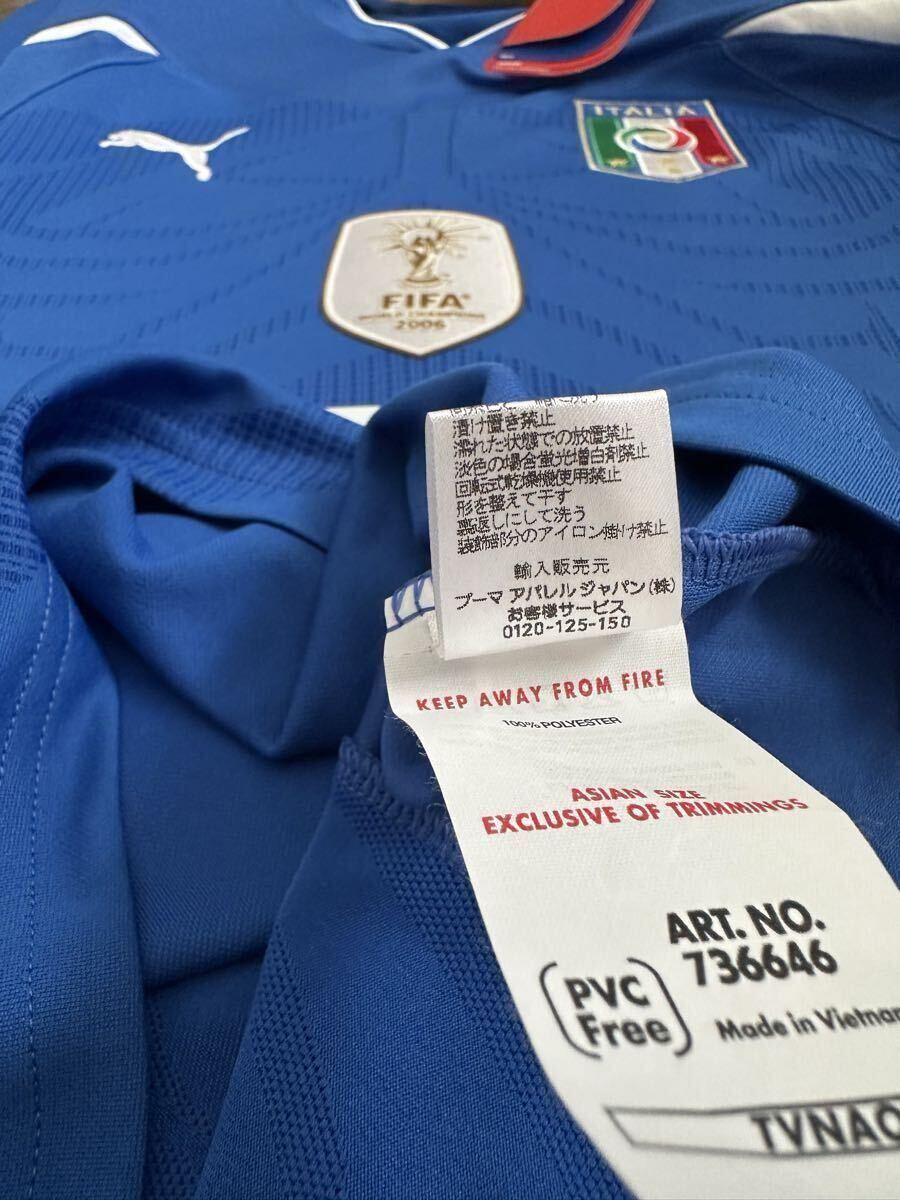 ITALIA
FIFA®
WORLD CHAMPIONS
2006
漬け置き禁止
濡れた状態での放置禁止
淡色の場合蛍光増白剤禁止
回転式乾燥機使用禁止
形を整えて干す
裏返しにして洗う
装飾部分のアイロン掛け禁止
輸入販売元
プーマ アパレル ジャパン(株)
お客様サービス
0120-125-150
KEEP AWAY FROM FIRE
100% POLYESTER
ASIAN SIZE
EXCLUSIVE OF TRIMMINGS
ART. NO.
736646
PVC
Free
Made in Vietnam
TVNAO